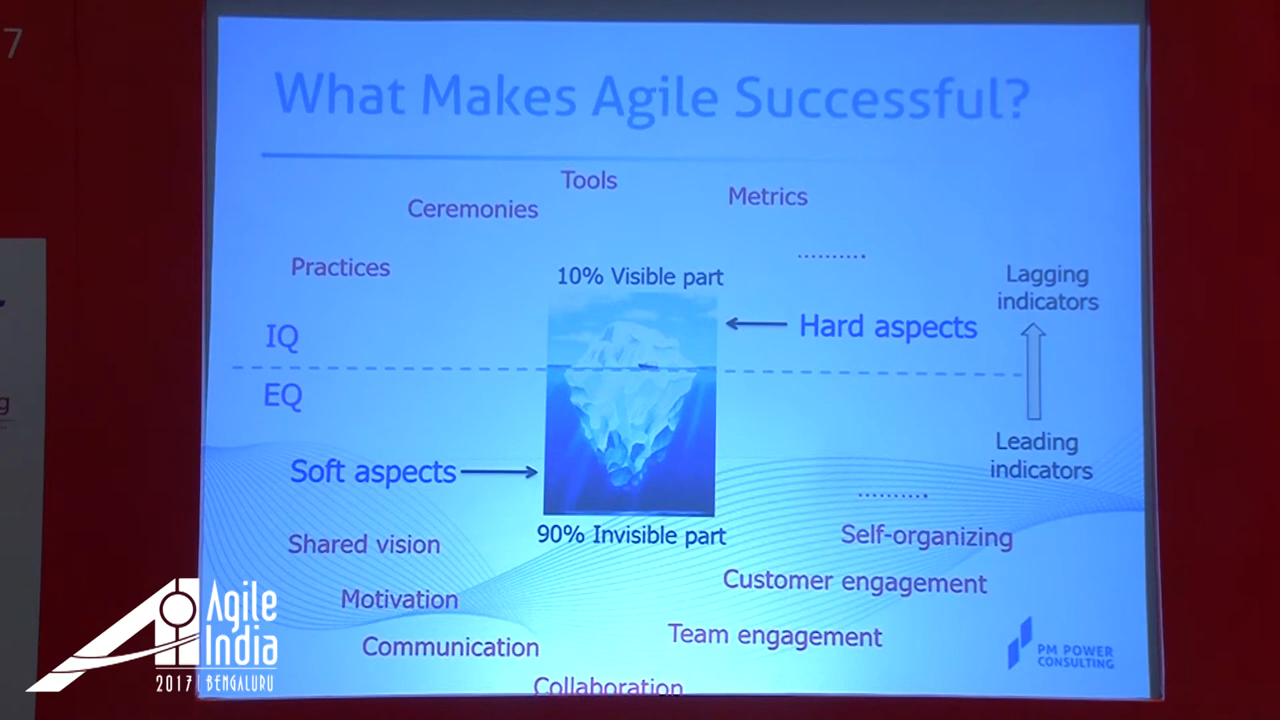 7
What Makes Agile Successful?
Tools
Metrics
Ceremonies
..........
Practices
10% Visible part
Lagging
indicators
Hard aspects
IQ
EQ
Leading
indicators
Soft aspects
..........
90% Invisible part
Self-organizing
Shared vision
Customer engagement
Motivation
Team engagement
Communication
Collaboration
PM POWER
CONSULTING
Agile
India
2017 | BENGALURU
g